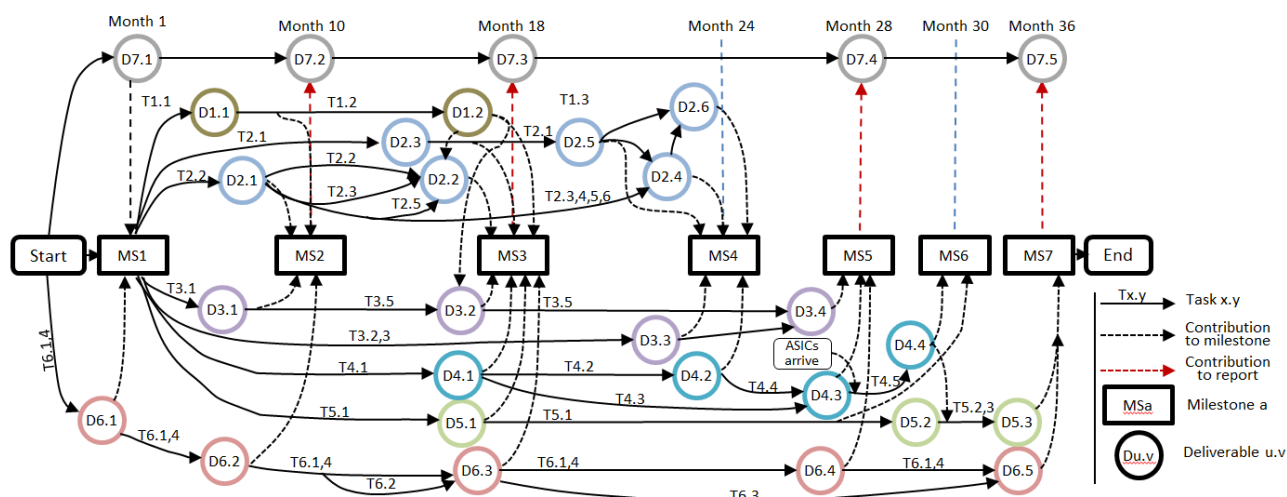 Month 1
Month 10
Month 18
Month 24
Month 28
Month 30
Month 36
D7.1
D7.2
D7.3
D7.4
D7.5
T1.1
D1.1
T1.2
D1.2
T1.3
D2.6
T2.1
D2.3
T2.1
D2.5
T2.2
D2.1
T2.2
T2.3
T2.5
D2.2
D2.4
T2.3,4,5,6
Start
MS1
MS2
MS3
MS4
MS5
MS6
MS7
End
T3.1
D3.1
T3.5
D3.2
T3.5
D3.4
T3.2,3
D3.3
ASICs
arrive
D4.4
T6.1,4
T4.1
D4.1
T4.2
D4.2
T4.4
D4.3
T4.5
T4.3
T5.1
D5.1
T5.1
D5.2
T5.2,3
D5.3
D6.1
T6.1,4
D6.2
T6.1,4
T6.2
D6.3
T6.1,4
D6.4
T6.1,4
D6.5
T6.3
Tx.y
Task x.y
Contribution
to milestone
Contribution
to report
MSa
Milestone a
Du.v
Deliverable u.v